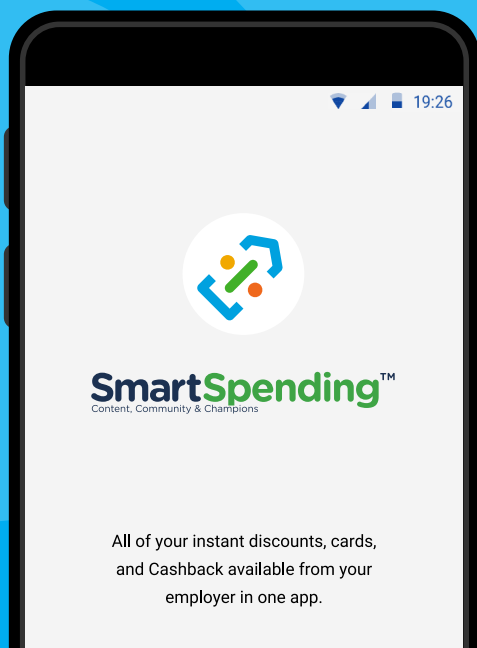 19:26
SmartSpending™
Content, Community & Champions
All of your instant discounts, cards,
and Cashback available from your
employer in one app.